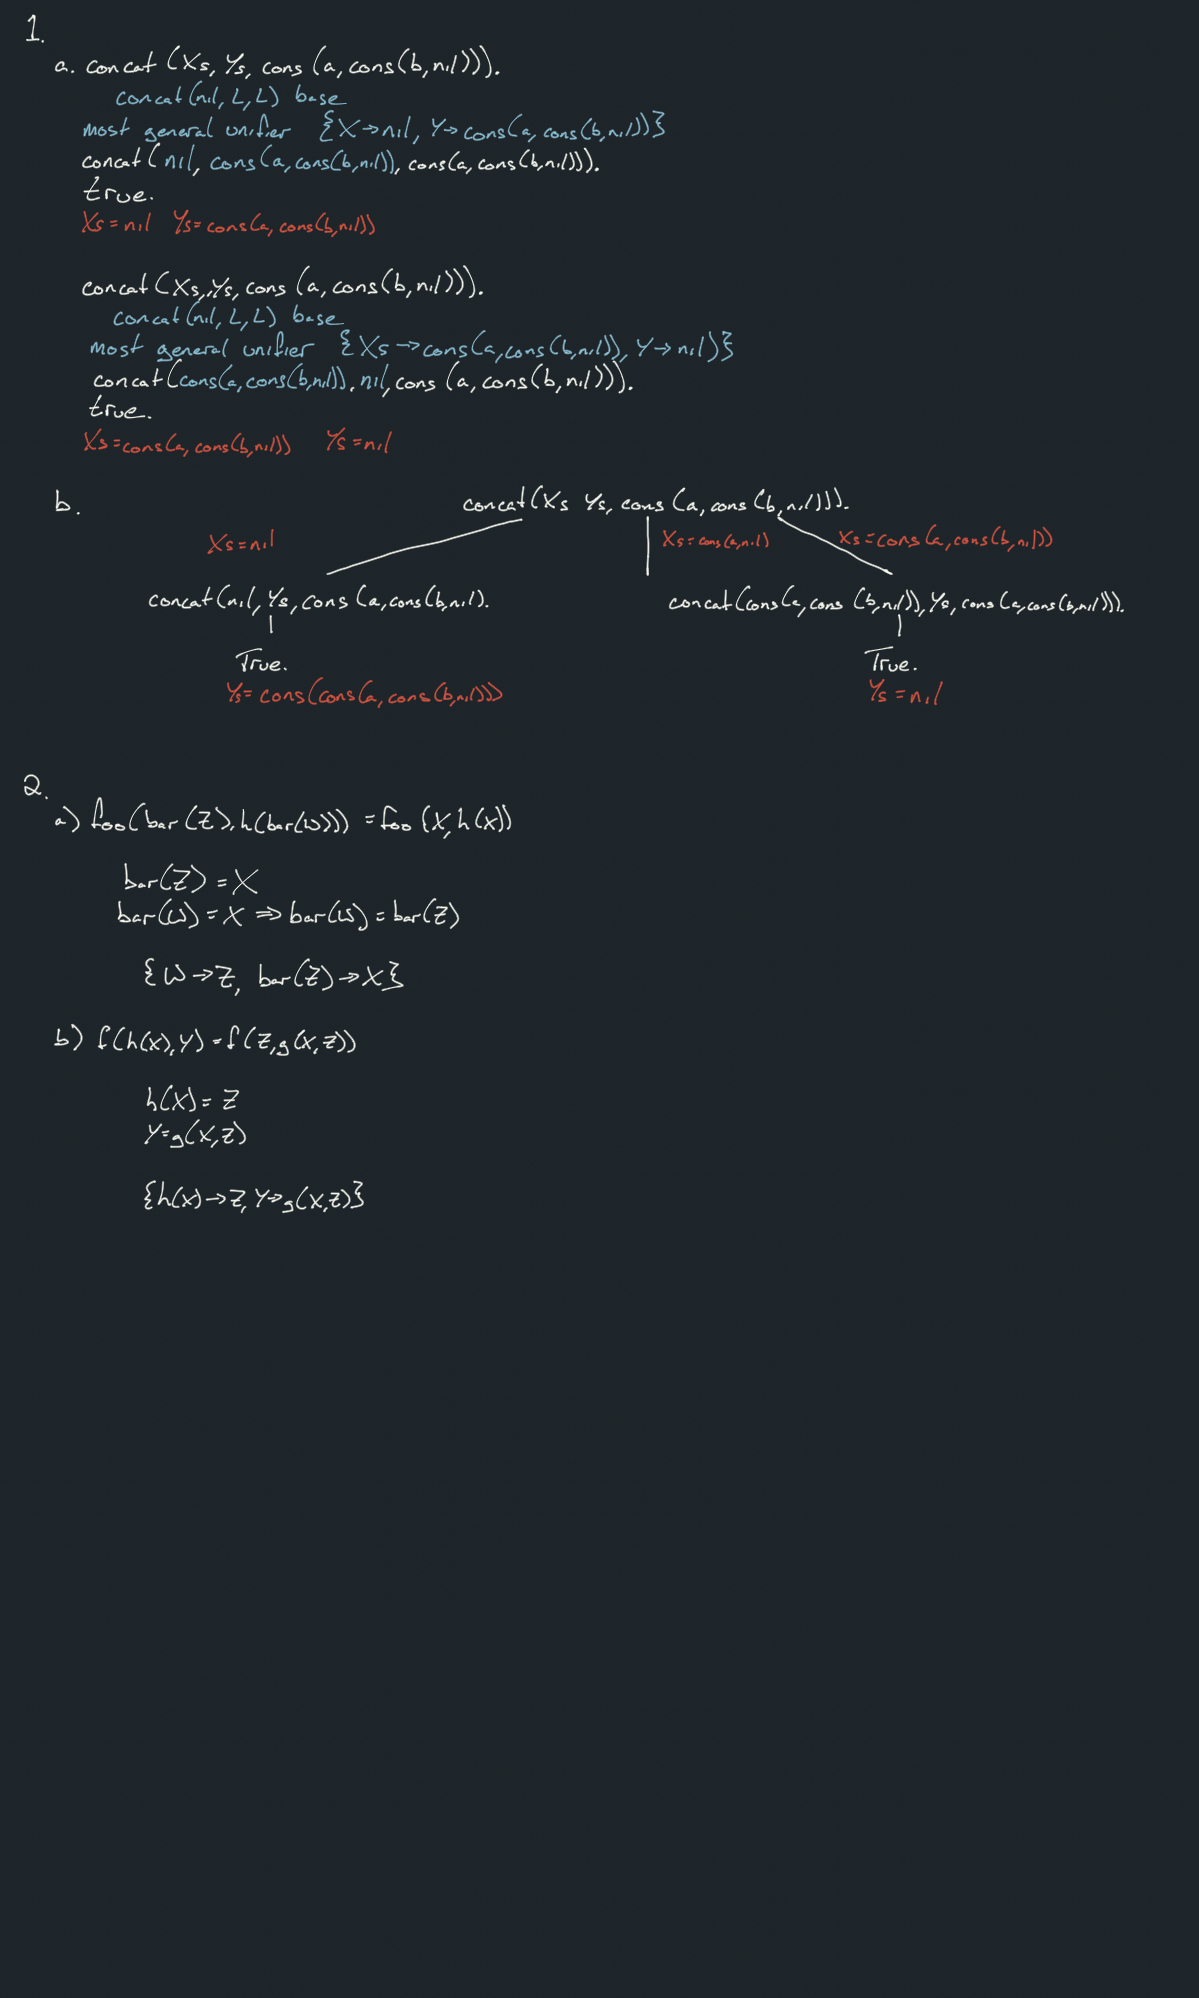 1.
a. concat (Xs, Ys, cons (a, cons(b, nil))).
concat(nil, L, L) base
most general unifier {X→nil, Y→cons(a, cons(b, nil))}
concat(nil, cons(a, cons(b, nil)), cons(a, cons(b, nil))).
true.
Xs = nil Ys= cons(a, cons(b, nil))
concat (Xs, Ys, cons (a, cons(b, nil))).
concat (nil, L, L) base
most general unifier {Xs →cons(a, cons(b, nil)), Y→nil)}
concat(cons(a, cons(b, nil)), nil, cons (a, cons(b, nil))).
true.
Xs =cons(a, cons(b, nil)) Ys = nil
b.
concat(Xs Ys, cons (a, cons (b, nil))).
Xs=nil
Xs= cons(a, nil)
Xs=cons(a, cons(b, nil))
concat(nil, Ys, cons (a, cons(b, nil).
concat(cons(a, cons (b, nil)), Ys, cons (a, cons(b, nil))).
True.
True.
Ys= cons(cons(a, cons(b, nil)))
Ys = nil
2.
a) foo(bar(Z), h(bar(W))) = foo (X, h(X))
bar(Z) = X
bar(W) = X ⇒ bar(W) = bar(Z)
{W→Z, bar(Z)→X}
b) f(h(X), Y) = f(Z, g(X, Z))
h(X) = Z
Y=g(X, Z)
{h(X)→Z, Y→g(X, Z)}